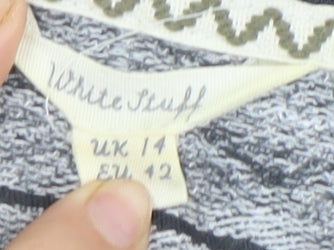 White Stuff
UK 14
EU 42